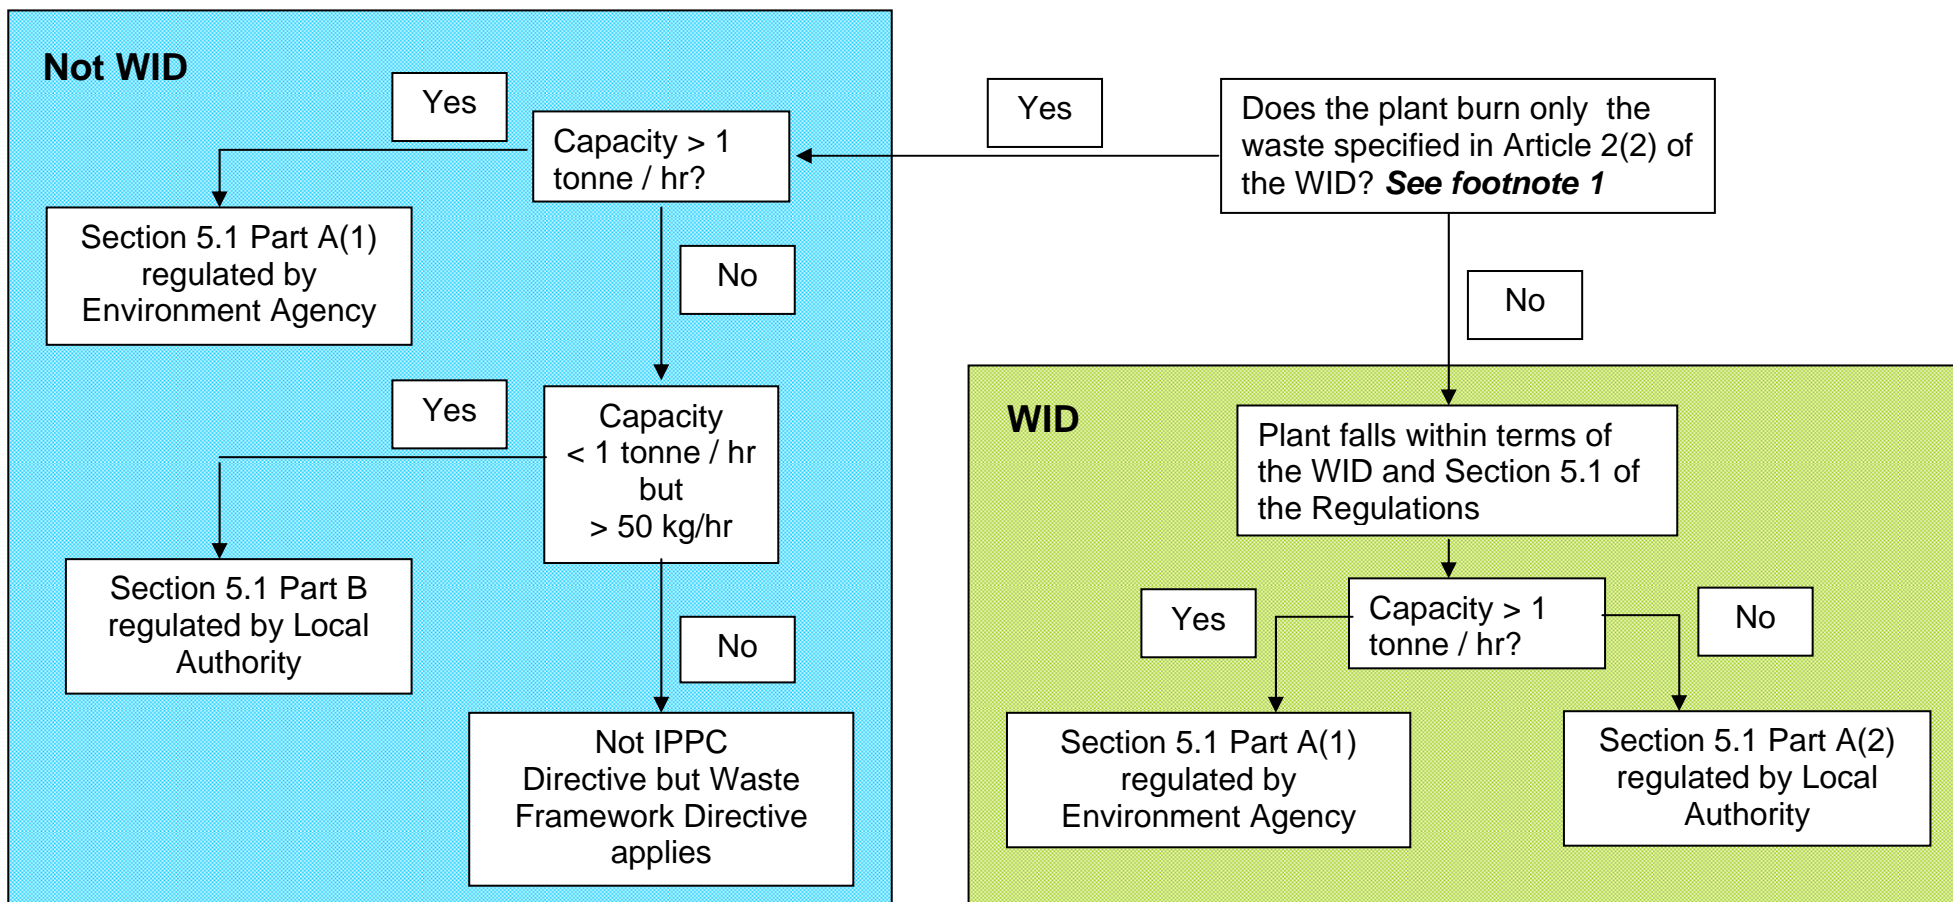 Not WID
Yes
Capacity > 1
tonne / hr?
Yes
Does the plant burn only  the
waste specified in Article 2(2) of
the WID? See footnote 1
Section 5.1 Part A(1)
regulated by
Environment Agency
No
No
Yes
Capacity
< 1 tonne / hr
but
> 50 kg/hr
WID
Plant falls within terms of
the WID and Section 5.1 of
the Regulations
Section 5.1 Part B
regulated by Local
Authority
No
Yes
Capacity > 1
tonne / hr?
No
Not IPPC
Directive but Waste
Framework Directive
applies
Section 5.1 Part A(1)
regulated by
Environment Agency
Section 5.1 Part A(2)
regulated by Local
Authority